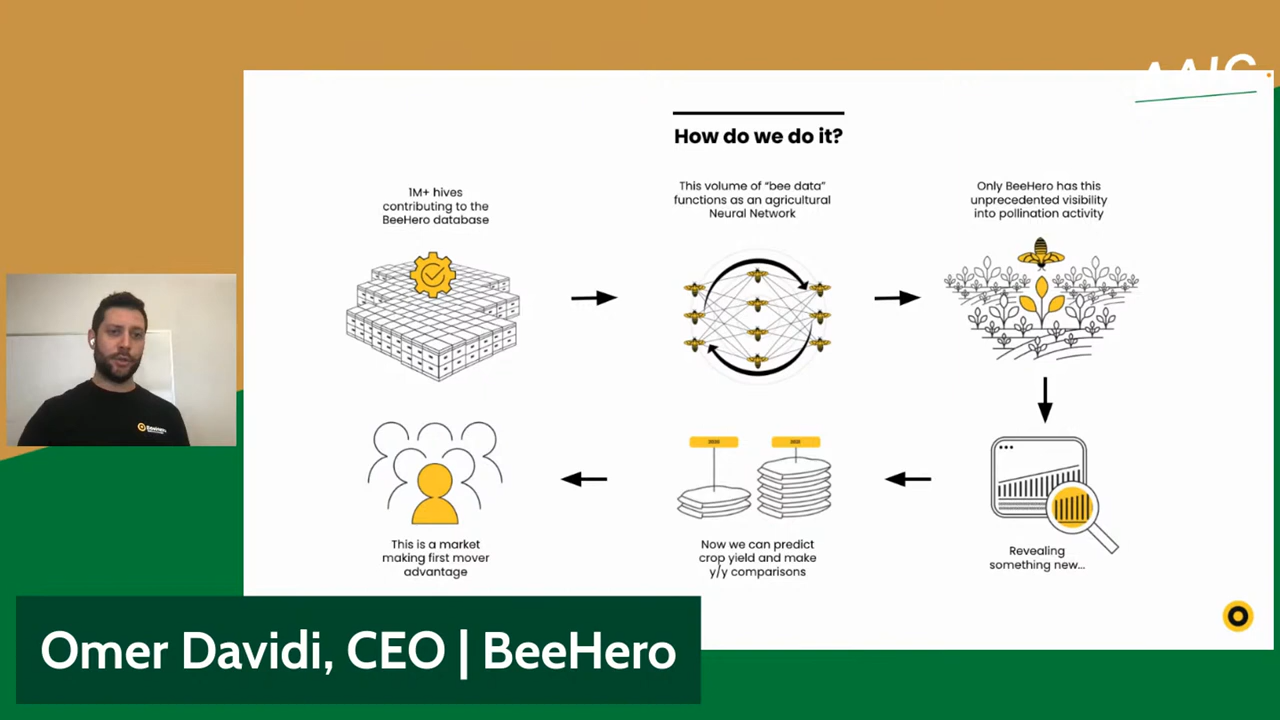 AAIC
How do we do it?
1M+ hives
contributing to the
BeeHero database
This volume of “bee data”
functions as an agricultural
Neural Network
Only BeeHero has this
unprecedented visibility
into pollination activity
This is a market
making first mover
advantage
Now we can predict
crop yield and make
y/y comparisons
Revealing
something new...
BeeHero
Omer Davidi, CEO | BeeHero